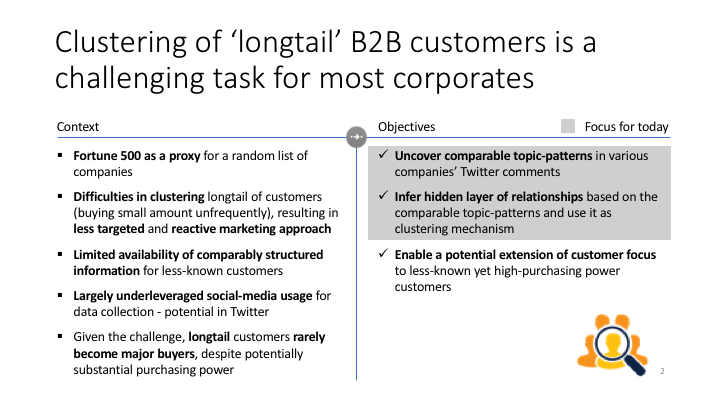 Clustering of ‘longtail’ B2B customers is a
challenging task for most corporates
Context
▪ Fortune 500 as a proxy for a random list of
companies
▪ Difficulties in clustering longtail of customers
(buying small amount unfrequently), resulting in
less targeted and reactive marketing approach
▪ Limited availability of comparably structured
information for less-known customers
▪ Largely underleveraged social-media usage for
data collection - potential in Twitter
▪ Given the challenge, longtail customers rarely
become major buyers, despite potentially
substantial purchasing power
Objectives
Focus for today
✓ Uncover comparable topic-patterns in various
companies’ Twitter comments
✓ Infer hidden layer of relationships based on the
comparable topic-patterns and use it as
clustering mechanism
✓ Enable a potential extension of customer focus
to less-known yet high-purchasing power
customers
2